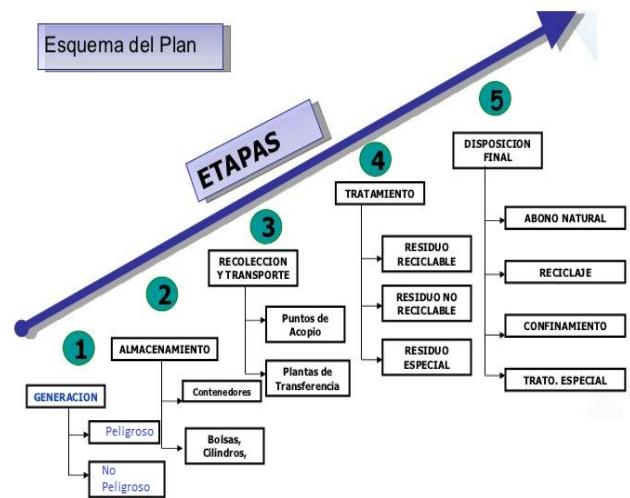 Esquema del Plan
ETAPAS
1
GENERACION
Peligroso
No
Peligroso
2
ALMACENAMIENTO
Contenedores
Bolsas,
Cilindros,
3
RECOLECCION
Y TRANSPORTE
Puntos de
Acopio
Plantas de
Transferencia
4
TRATAMIENTO
RESIDUO
RECICLABLE
RESIDUO NO
RECICLABLE
RESIDUO
ESPECIAL
5
DISPOSICION
FINAL
ABONO NATURAL
RECICLAJE
CONFINAMIENTO
TRATO. ESPECIAL